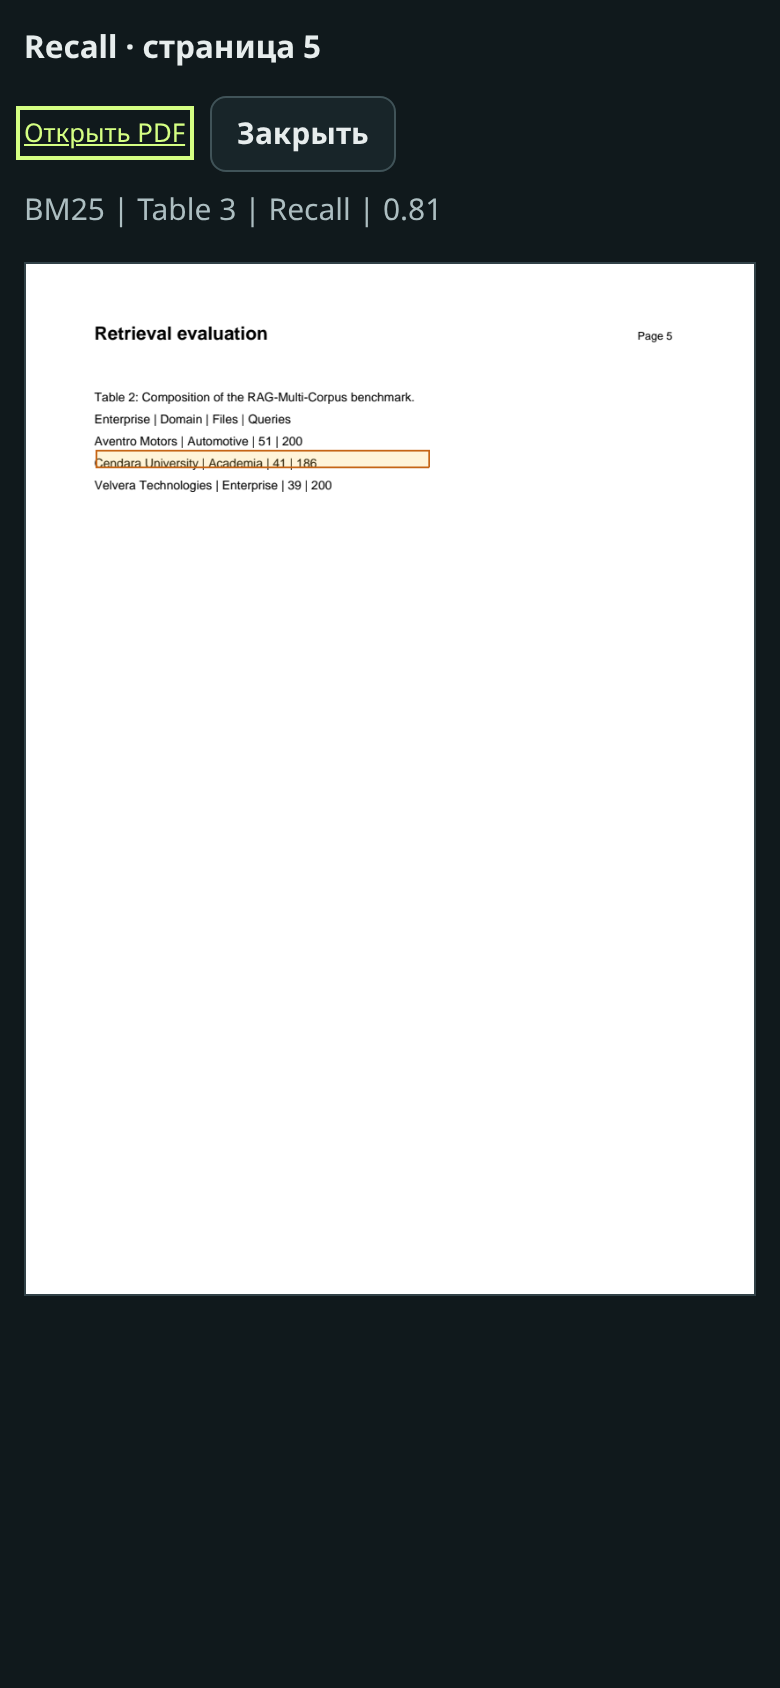 Recall · страница 5
Открыть PDF
Закрыть
BM25 | Table 3 | Recall | 0.81
Retrieval evaluation
Page 5
Table 2: Composition of the RAG-Multi-Corpus benchmark.
Enterprise | Domain | Files | Queries
Aventro Motors | Automotive | 51 | 200
Cendara University | Academia | 41 | 186
Velvera Technologies | Enterprise | 39 | 200